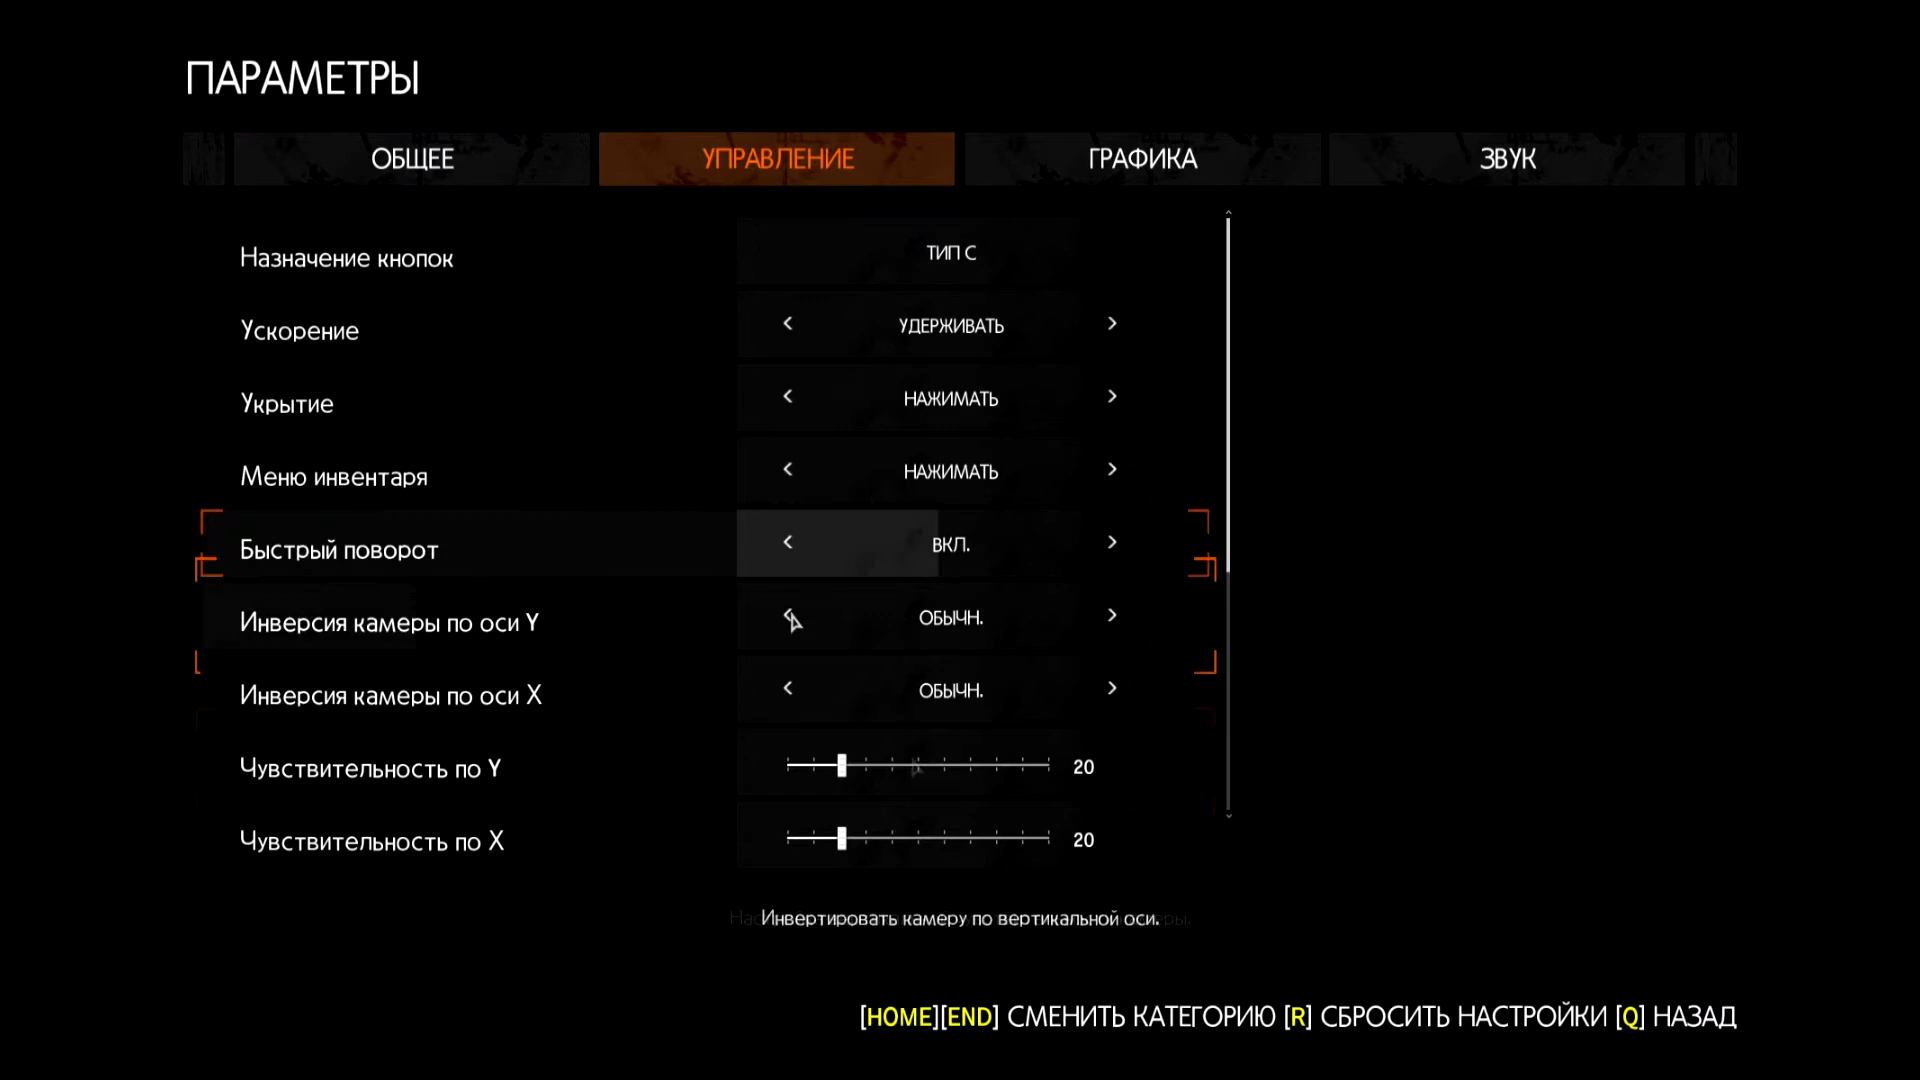 ПАРАМЕТРЫ
ОБЩЕЕ УПРАВЛЕНИЕ ГРАФИКА ЗВУК
Назначение кнопок ТИП C
Ускорение УДЕРЖИВАТЬ
Укрытие НАЖИМАТЬ
Меню инвентаря НАЖИМАТЬ
Быстрый поворот ВКЛ.
Инверсия камеры по оси Y ОБЫЧН.
Инверсия камеры по оси X ОБЫЧН.
Чувствительность по Y 20
Чувствительность по X 20
Инвертировать камеру по вертикальной оси.
[HOME][END] СМЕНИТЬ КАТЕГОРИЮ [R] СБРОСИТЬ НАСТРОЙКИ [Q] НАЗАД